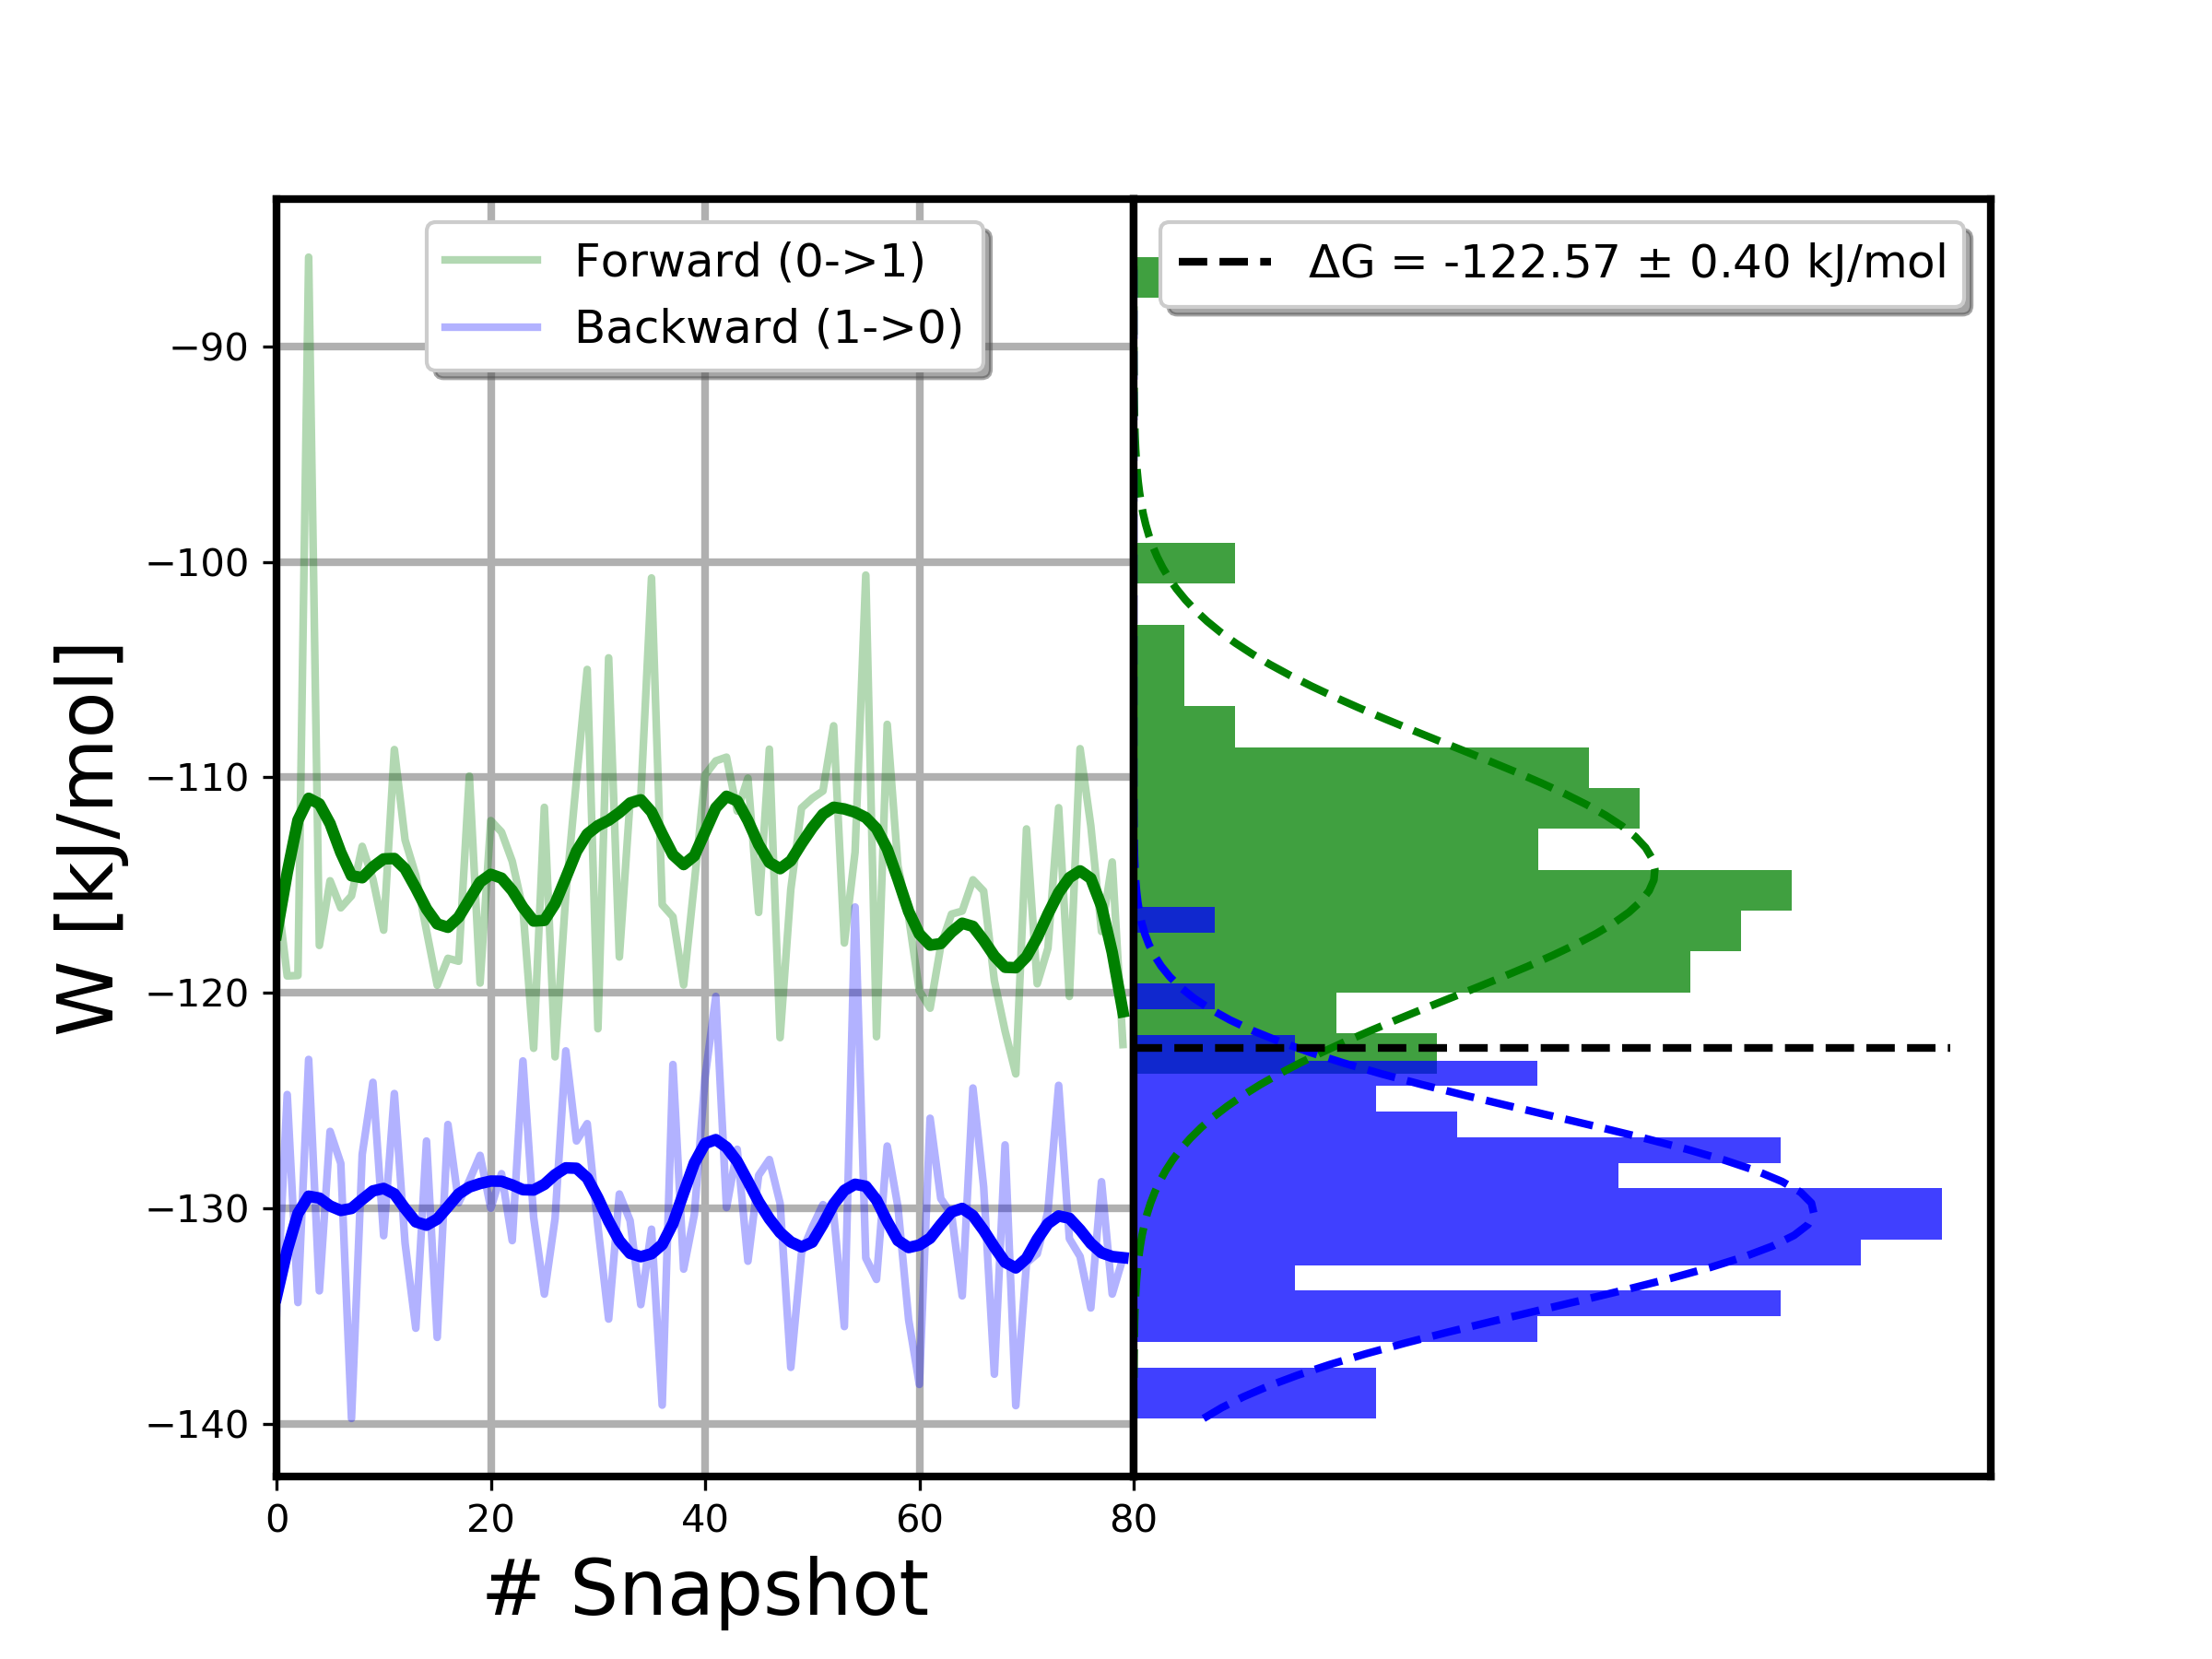 Forward (0->1)
Backward (1->0)
ΔG = -122.57 ± 0.40 kJ/mol
W [kJ/mol]
−90
−100
−110
−120
−130
−140
0 20 40 60 80
# Snapshot